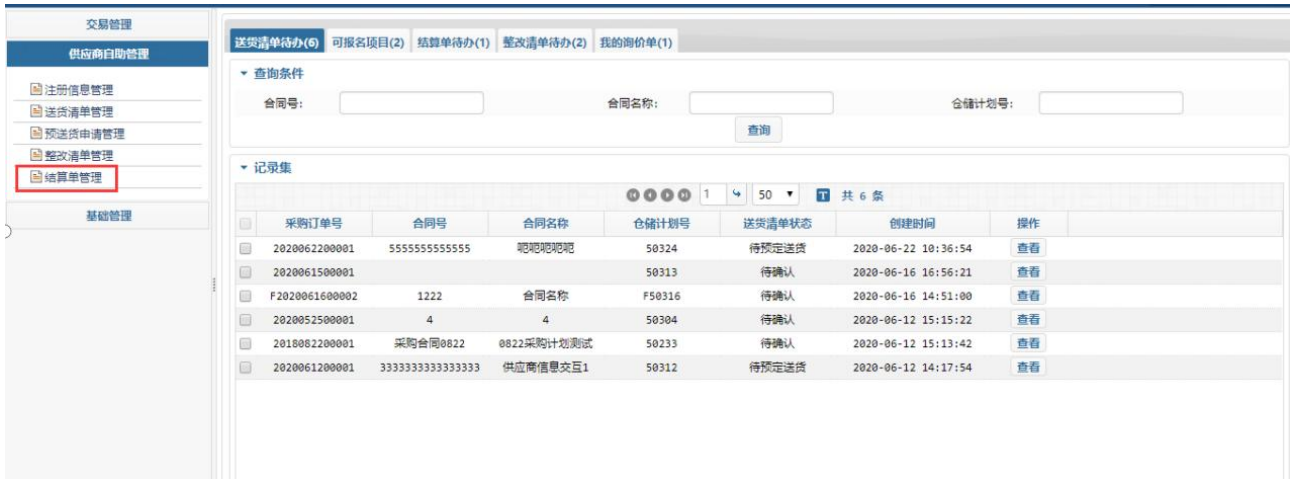 交易管理
供应商自助管理
注册信息管理
送货清单管理
预送货申请管理
整改清单管理
结算单管理
基础管理
送货清单待办(6) 可报名项目(2) 结算单待办(1) 整改清单待办(2) 我的询价单(1)
查询条件
合同号: 合同名称: 仓储计划号:
查询
记录集
1 50 T 共 6 条
采购订单号 合同号 合同名称 仓储计划号 送货清单状态 创建时间 操作
2020062200001 5555555555555 呃呃呃呃呃 50324 待预定送货 2020-06-22 10:36:54 查看
2020061500001 50313 待确认 2020-06-16 16:56:21 查看
F2020061600002 1222 合同名称 F50316 待确认 2020-06-16 14:51:00 查看
2020052500001 4 4 50304 待确认 2020-06-12 15:15:22 查看
2018082200001 采购合同0822 0822采购计划测试 50233 待确认 2020-06-12 15:13:42 查看
2020061200001 3333333333333333 供应商信息交互1 50312 待预定送货 2020-06-12 14:17:54 查看